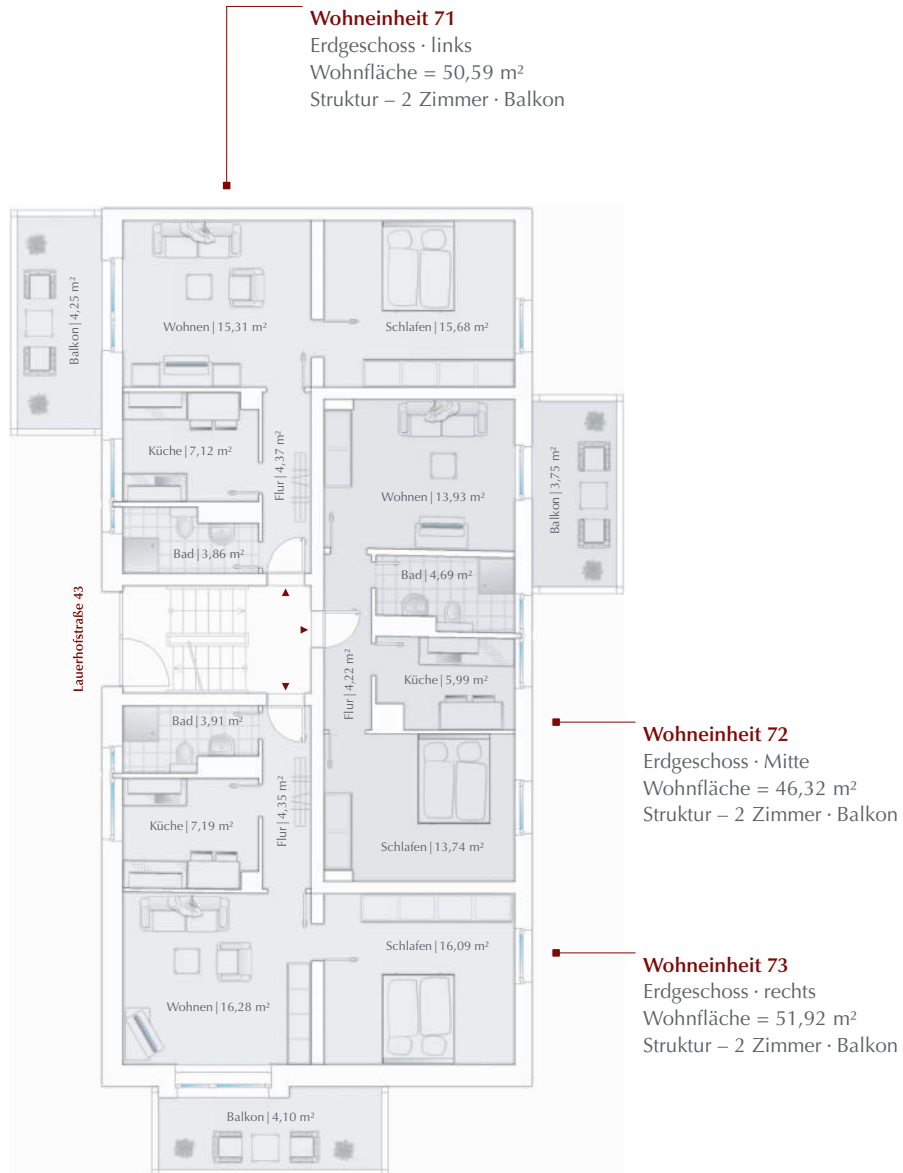 Wohneinheit 71
Erdgeschoss · links
Wohnfläche = 50,59 m²
Struktur – 2 Zimmer · Balkon
Balkon | 4,25 m²
Wohnen | 15,31 m²
Schlafen | 15,68 m²
Küche | 7,12 m²
Flur | 4,37 m²
Bad | 3,86 m²
Wohnen | 13,93 m²
Balkon | 3,75 m²
Bad | 4,69 m²
Lauerhofstraße 43
Flur | 4,22 m²
Küche | 5,99 m²
Bad | 3,91 m²
Küche | 7,19 m²
Flur | 4,35 m²
Schlafen | 13,74 m²
Wohneinheit 72
Erdgeschoss · Mitte
Wohnfläche = 46,32 m²
Struktur – 2 Zimmer · Balkon
Schlafen | 16,09 m²
Wohnen | 16,28 m²
Wohneinheit 73
Erdgeschoss · rechts
Wohnfläche = 51,92 m²
Struktur – 2 Zimmer · Balkon
Balkon | 4,10 m²